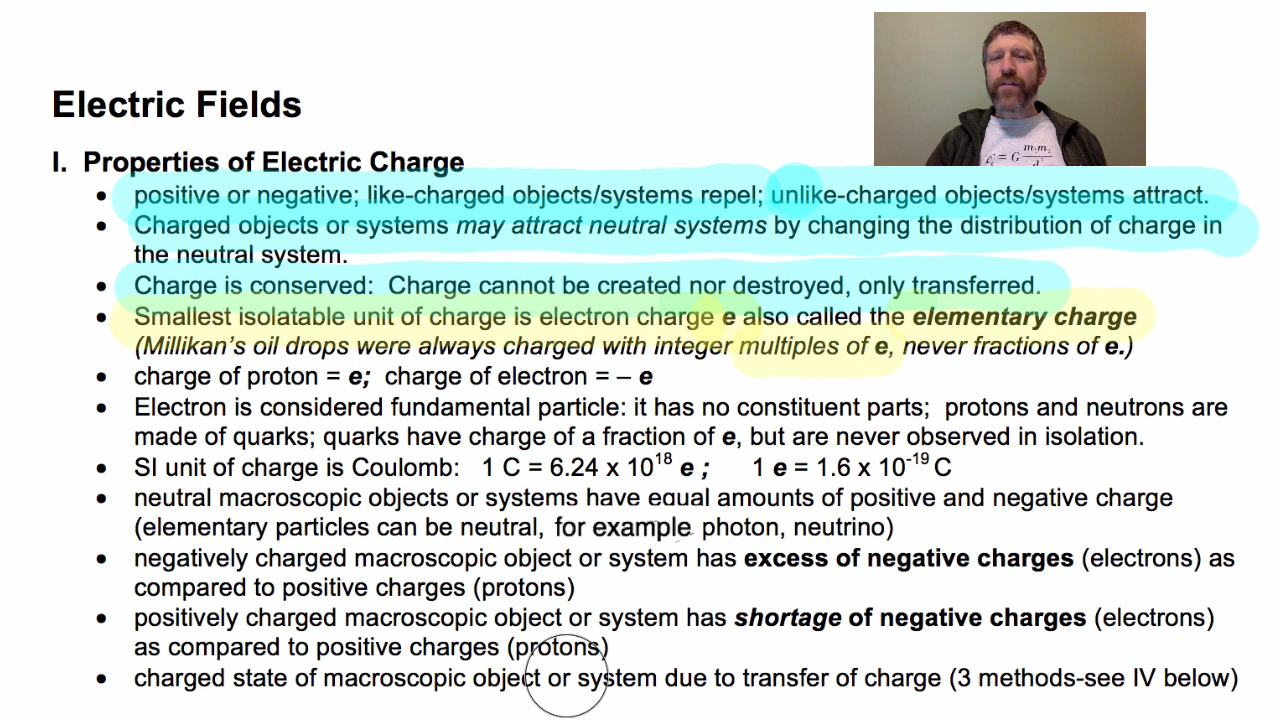 Electric Fields
F = G m₁m₂
d²
I. Properties of Electric Charge
• positive or negative; like-charged objects/systems repel; unlike-charged objects/systems attract.
• Charged objects or systems may attract neutral systems by changing the distribution of charge in
the neutral system.
• Charge is conserved: Charge cannot be created nor destroyed, only transferred.
• Smallest isolatable unit of charge is electron charge e also called the elementary charge
(Millikan’s oil drops were always charged with integer multiples of e, never fractions of e.)
• charge of proton = e; charge of electron = – e
• Electron is considered fundamental particle: it has no constituent parts; protons and neutrons are
made of quarks; quarks have charge of a fraction of e, but are never observed in isolation.
• SI unit of charge is Coulomb: 1 C = 6.24 x 10¹⁸ e ; 1 e = 1.6 x 10⁻¹⁹ C
• neutral macroscopic objects or systems have equal amounts of positive and negative charge
(elementary particles can be neutral, for example photon, neutrino)
• negatively charged macroscopic object or system has excess of negative charges (electrons) as
compared to positive charges (protons)
• positively charged macroscopic object or system has shortage of negative charges (electrons)
as compared to positive charges (protons)
• charged state of macroscopic object or system due to transfer of charge (3 methods-see IV below)